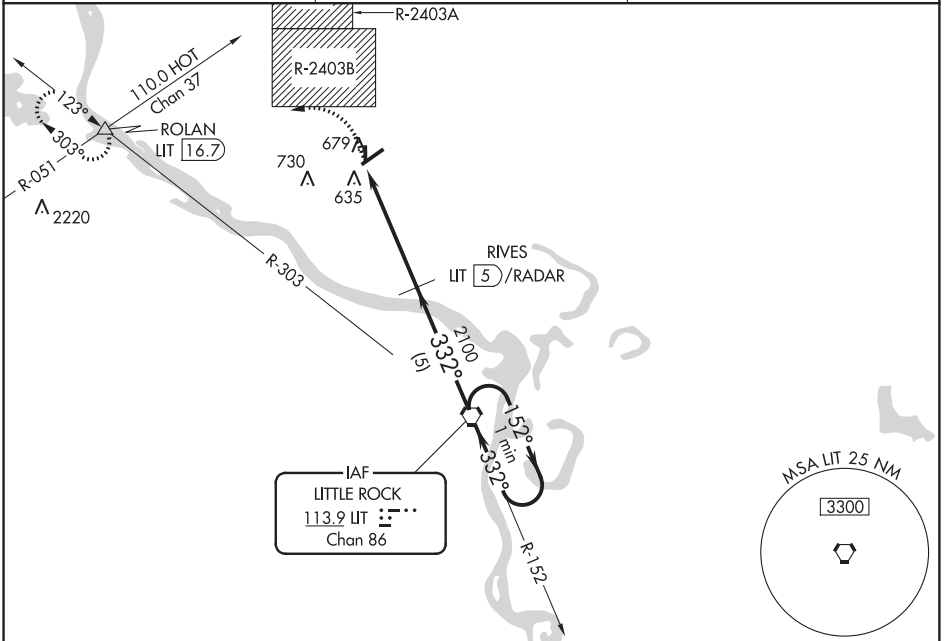 R-2403A
R-2403B
110.0 HOT
Chan 37
123°
303°
ROLAN
LIT 16.7
R-051
2220
679
730
635
R-303
RIVES
LIT 5 /RADAR
2100
332°
(5)
152°
1 min
332°
IAF
LITTLE ROCK
113.9 LIT
Chan 86
R-152
MSA LIT 25 NM
3300